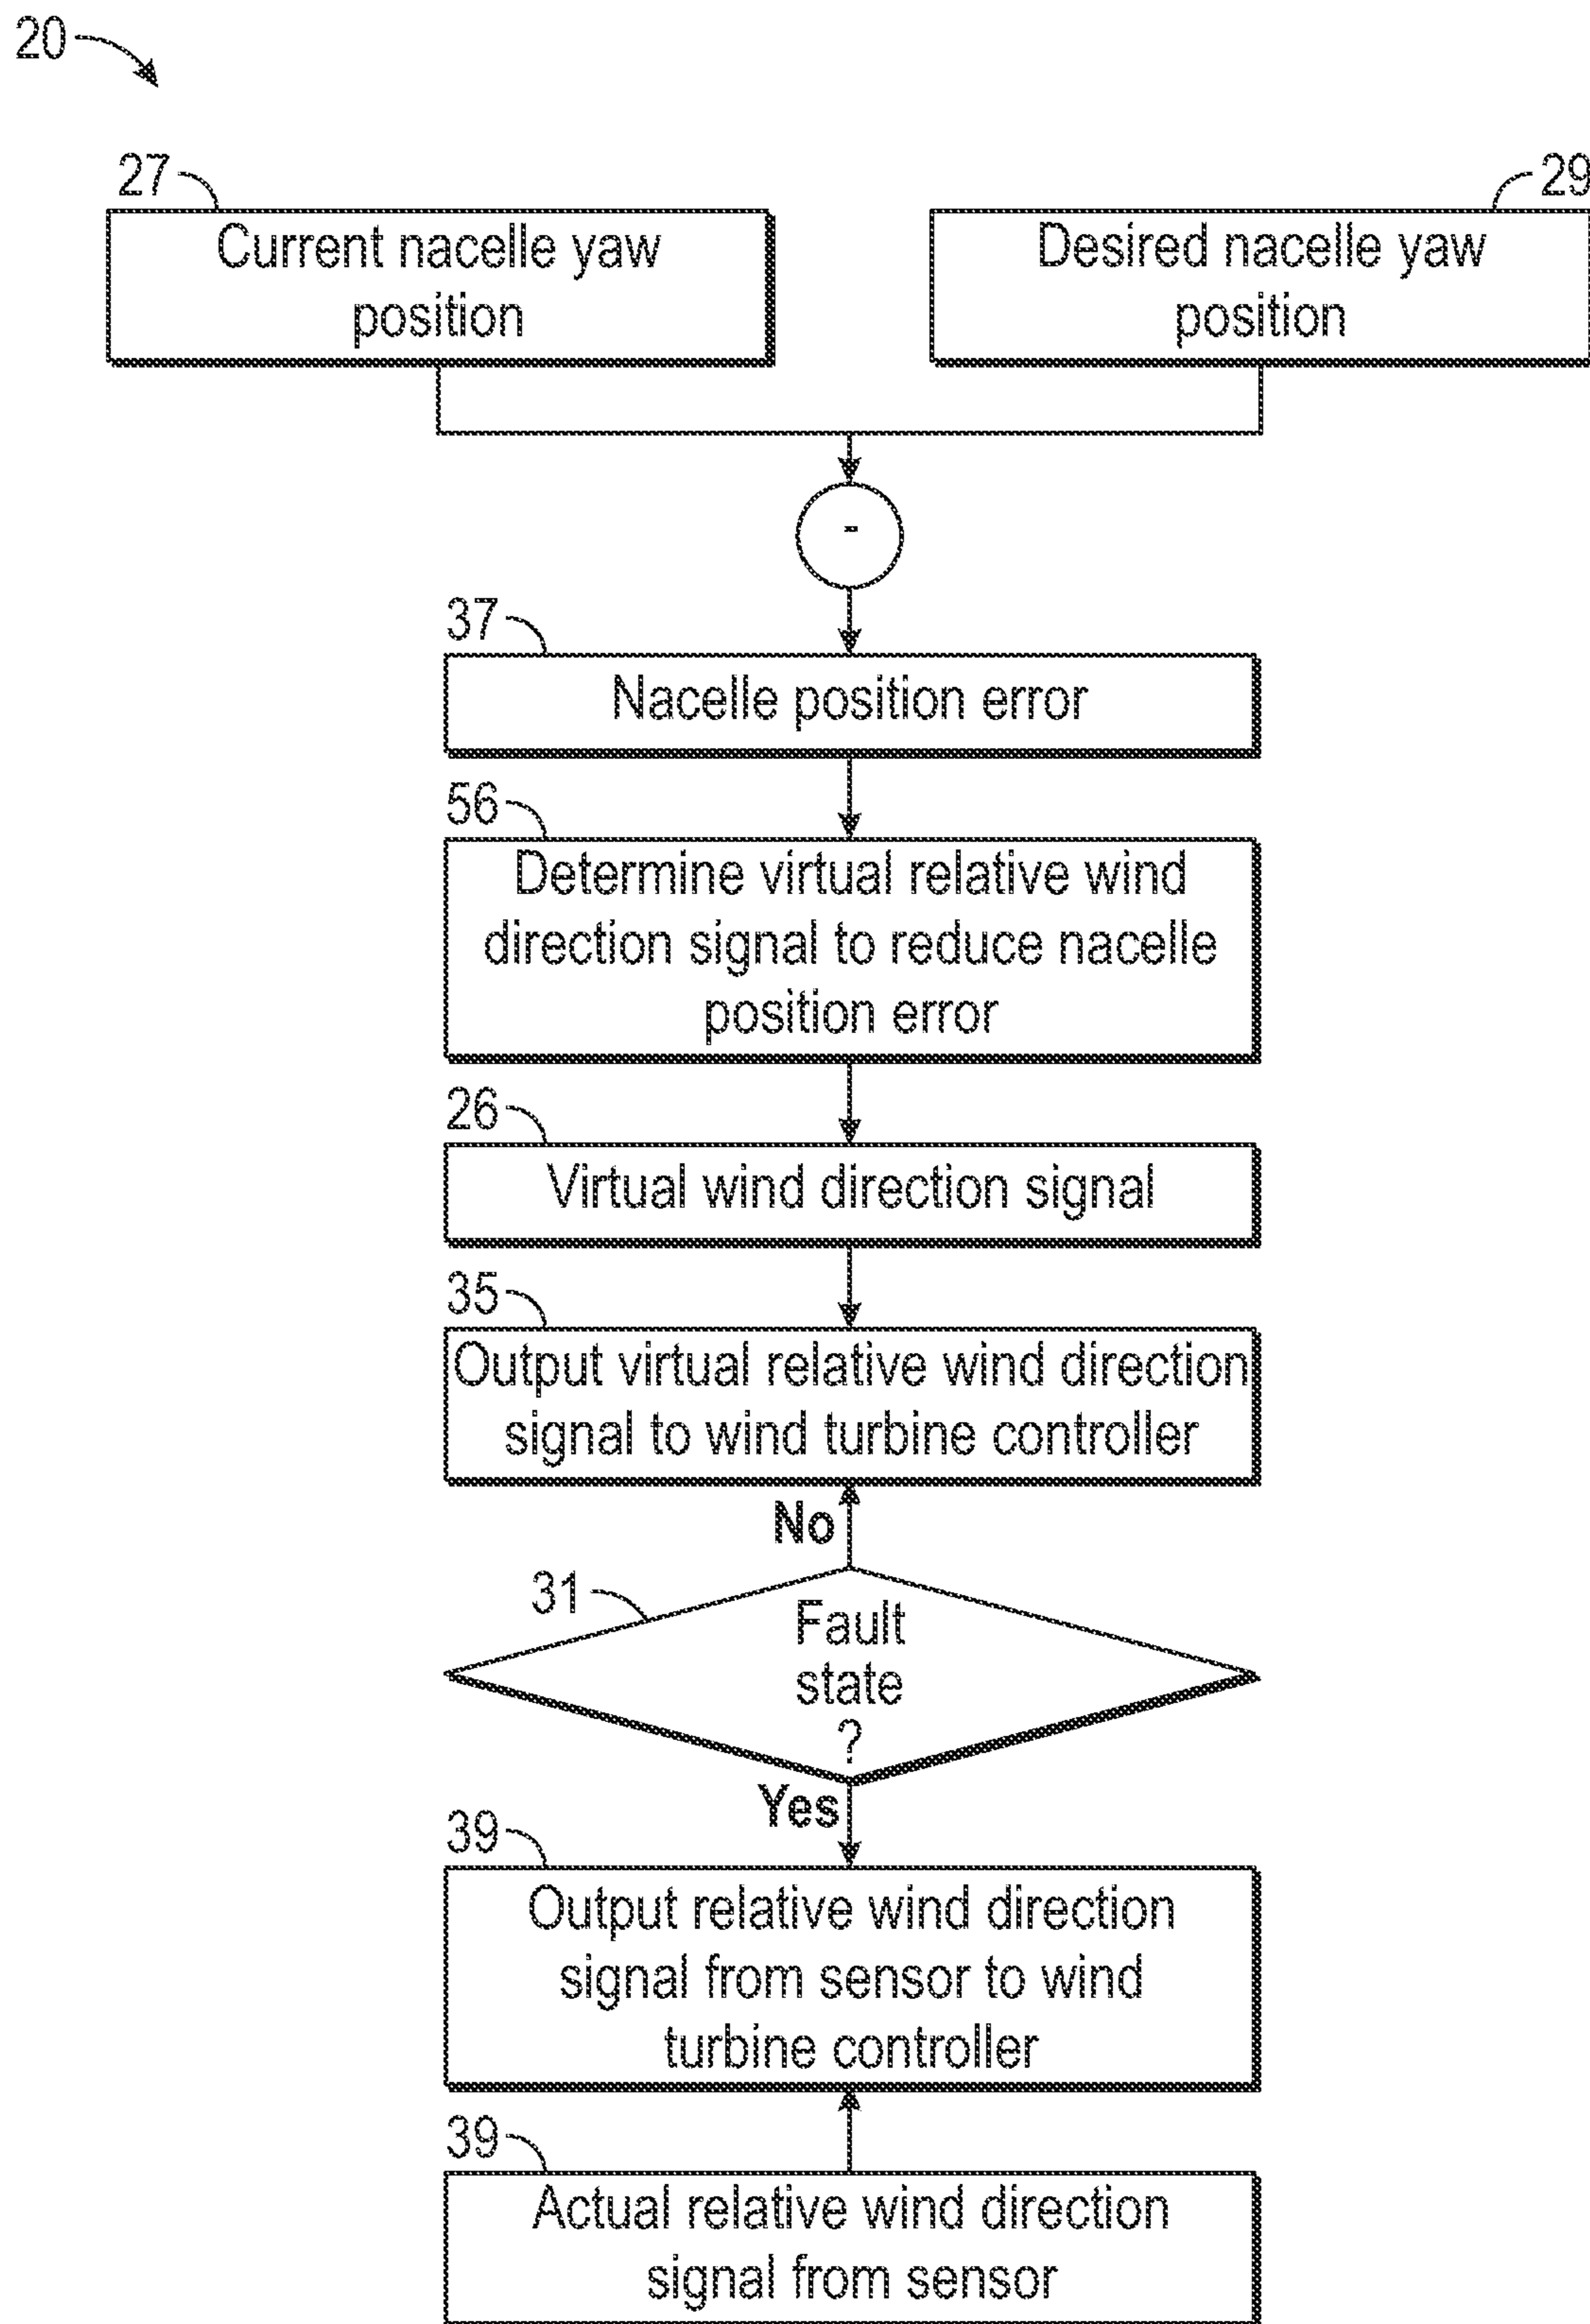 20
27
29
Current nacelle yaw
position
Desired nacelle yaw
position
-
37
Nacelle position error
56
Determine virtual relative wind
direction signal to reduce nacelle
position error
26
Virtual wind direction signal
35
Output virtual relative wind direction
signal to wind turbine controller
No
31
Fault
state
?
Yes
39
Output relative wind direction
signal from sensor to wind
turbine controller
39
Actual relative wind direction
signal from sensor